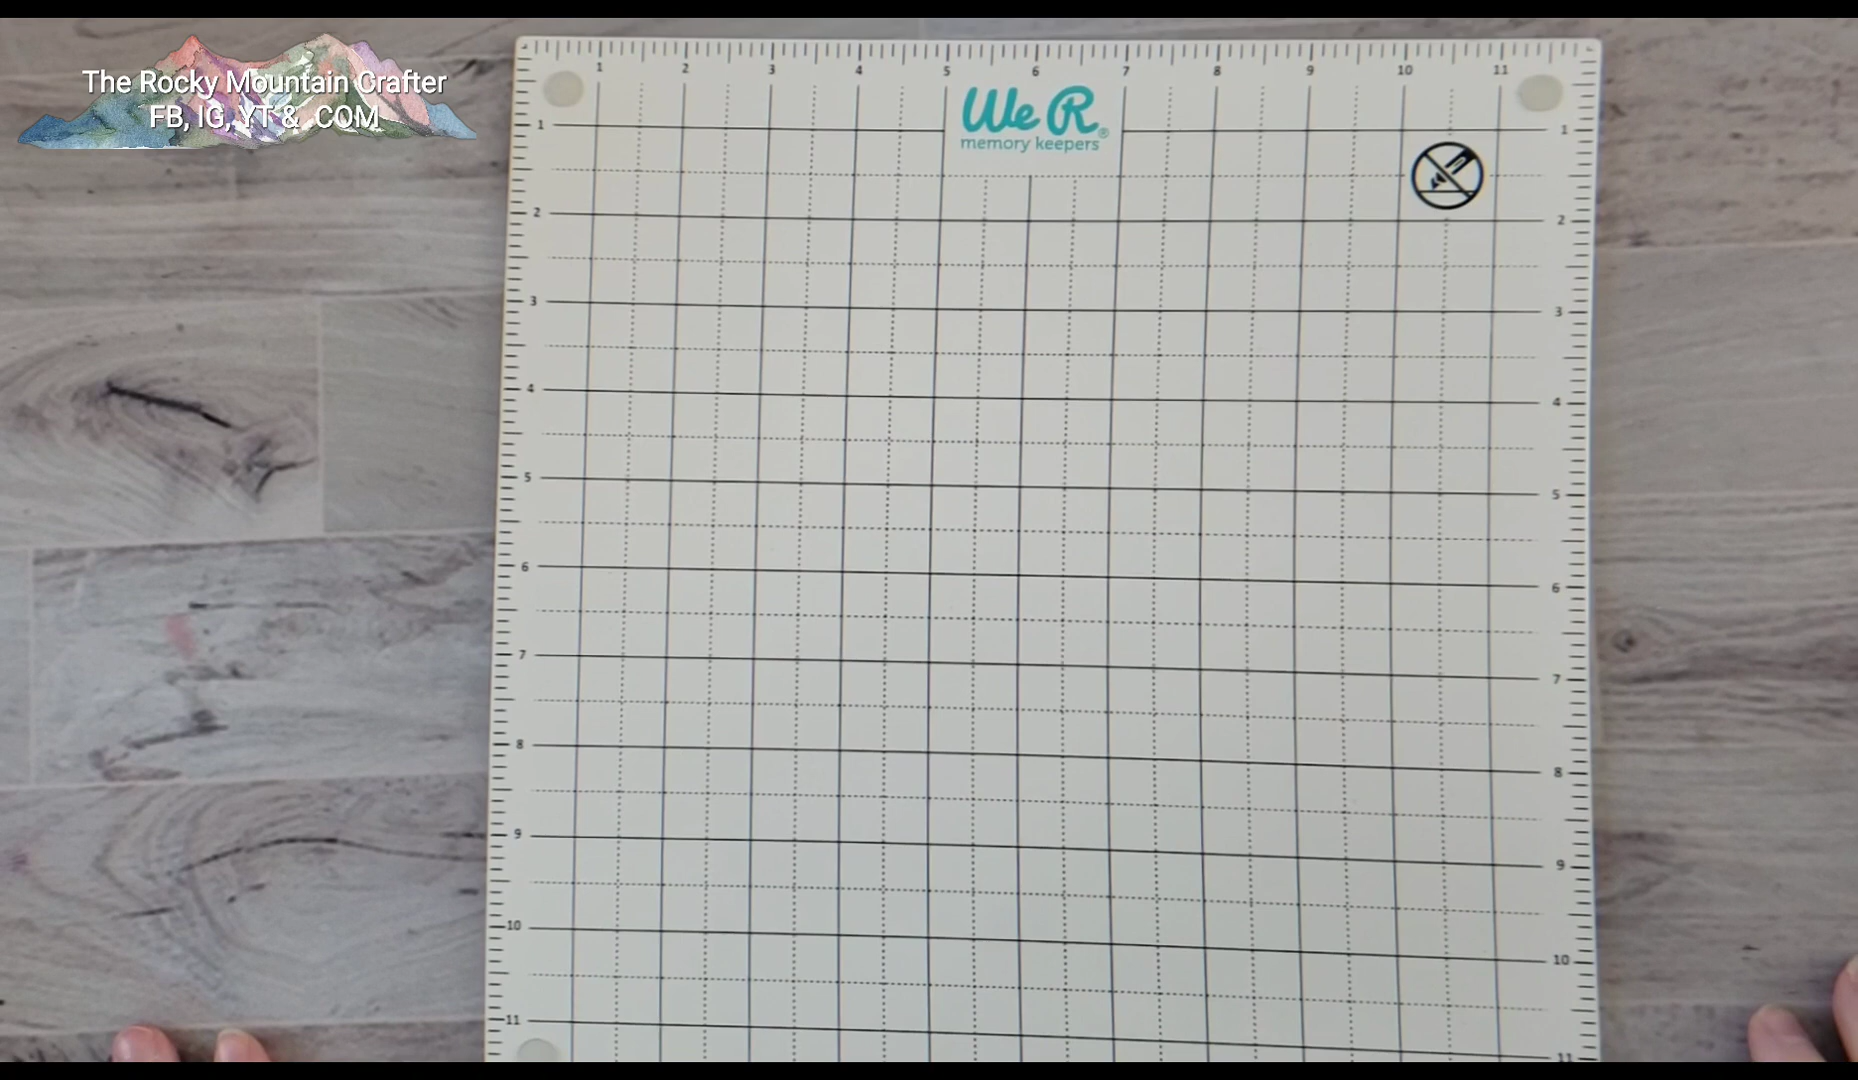 The Rocky Mountain Crafter
FB, IG, YT & .COM
1 2 3 4 5 6 7 8 9 10 11
We R®
memory keepers
1 1
2 2
3 3
4 4
5 5
6 6
7 7
8 8
9 9
10 10
11 11